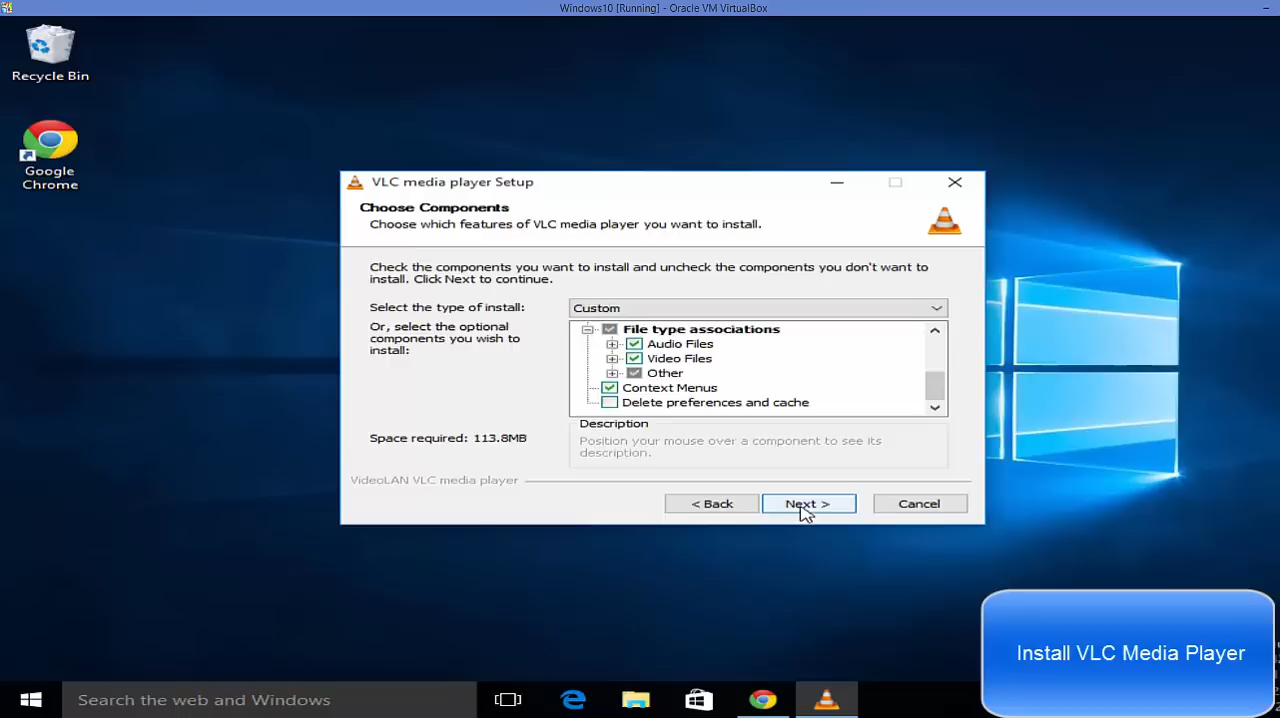 Windows10 [Running] - Oracle VM VirtualBox
Recycle Bin
Google
Chrome
VLC media player Setup
Choose Components
Choose which features of VLC media player you want to install.
Check the components you want to install and uncheck the components you don't want to
install. Click Next to continue.
Select the type of install:
Custom
Or, select the optional
components you wish to
install:
File type associations
Audio Files
Video Files
Other
Context Menus
Delete preferences and cache
Space required: 113.8MB
Description
Position your mouse over a component to see its
description.
VideoLAN VLC media player
< Back
Next >
Cancel
Install VLC Media Player
Search the web and Windows